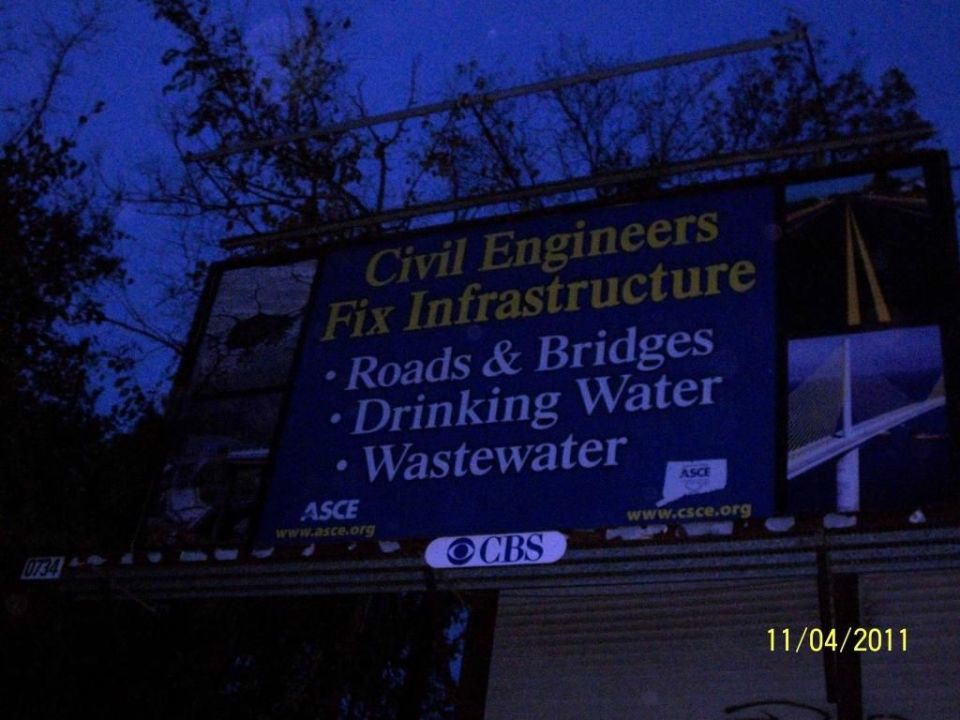 Civil Engineers
Fix Infrastructure
• Roads & Bridges
• Drinking Water
• Wastewater
ASCE
www.asce.org
ASCE
www.csce.org
CBS
0734
11/04/2011